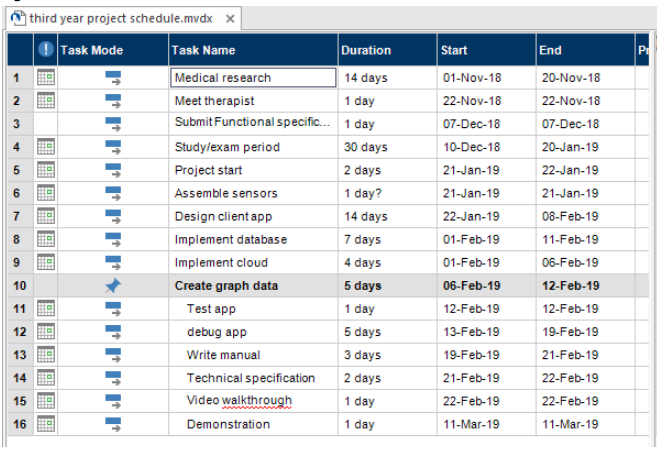 third year project schedule.mvdx ×
Task Mode Task Name Duration Start End Pr
1 Medical research 14 days 01-Nov-18 20-Nov-18
2 Meet therapist 1 day 22-Nov-18 22-Nov-18
3 Submit Functional specific... 1 day 07-Dec-18 07-Dec-18
4 Study/exam period 30 days 10-Dec-18 20-Jan-19
5 Project start 2 days 21-Jan-19 22-Jan-19
6 Assemble sensors 1 day? 21-Jan-19 21-Jan-19
7 Design client app 14 days 22-Jan-19 08-Feb-19
8 Implement database 7 days 01-Feb-19 11-Feb-19
9 Implement cloud 4 days 01-Feb-19 06-Feb-19
10 Create graph data 5 days 06-Feb-19 12-Feb-19
11 Test app 1 day 12-Feb-19 12-Feb-19
12 debug app 5 days 13-Feb-19 19-Feb-19
13 Write manual 3 days 19-Feb-19 21-Feb-19
14 Technical specification 2 days 21-Feb-19 22-Feb-19
15 Video walkthrough 1 day 22-Feb-19 22-Feb-19
16 Demonstration 1 day 11-Mar-19 11-Mar-19